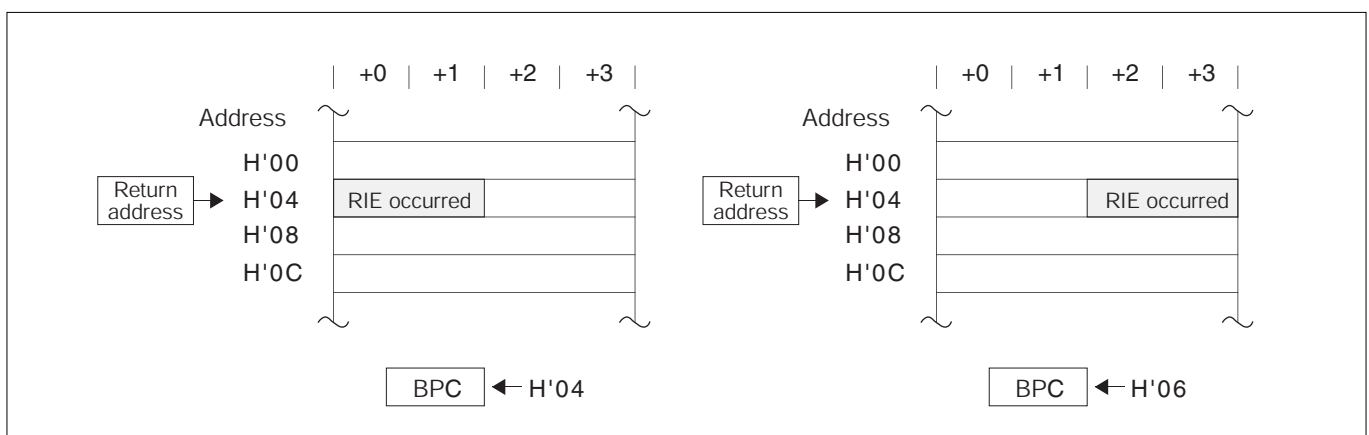 +0 | +1 | +2 | +3
Address
H'00
Return address
H'04
RIE occurred
H'08
H'0C
BPC
H'04
+0 | +1 | +2 | +3
Address
H'00
Return address
H'04
RIE occurred
H'08
H'0C
BPC
H'06